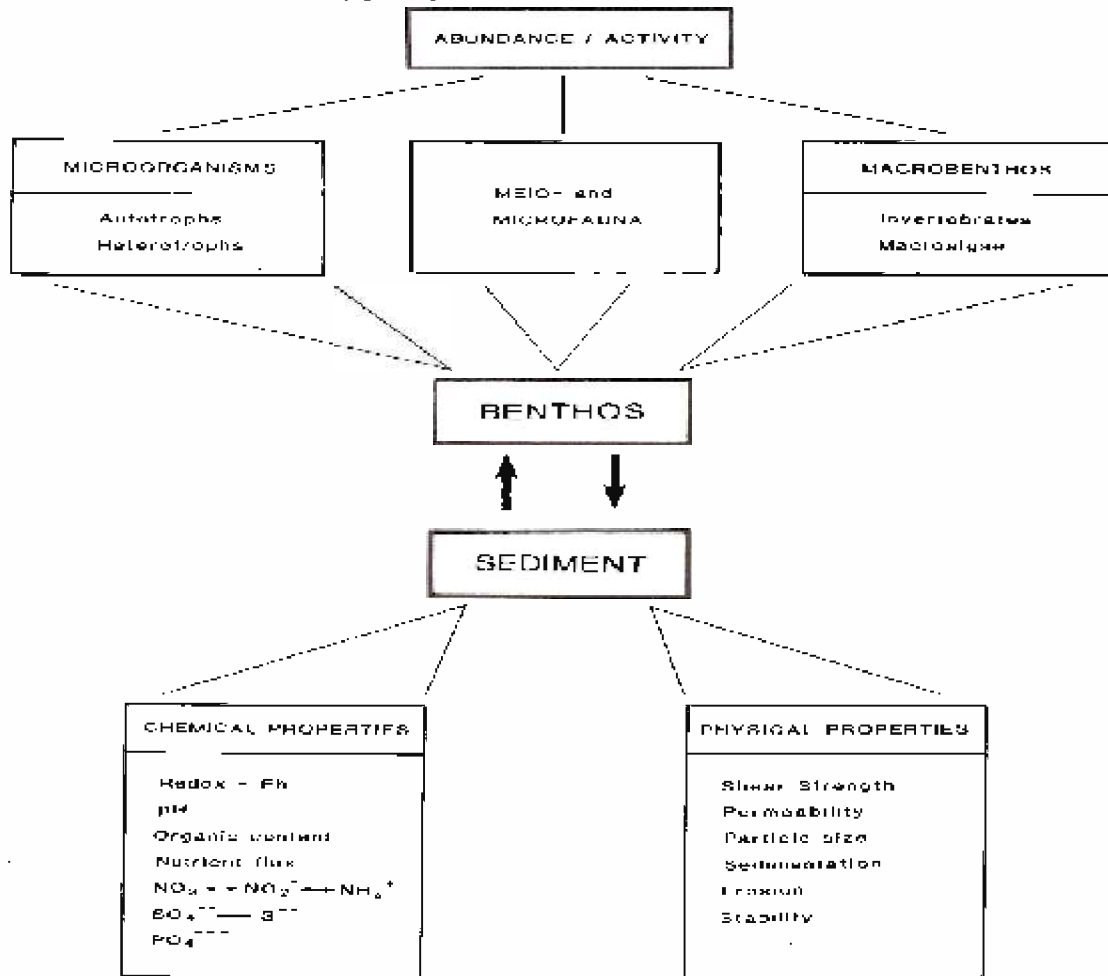 ABUNDANCE / ACTIVITY
MICROORGANISMS
Autotrophs
Heterotrophs
MEIO- and
MICROFAUNA
MACROBENTHOS
Invertebrates
Macroalgae
BENTHOS
SEDIMENT
CHEMICAL PROPERTIES
Redox - Eh
pH
Organic content
Nutrient flux
NO₂⁻ NH₄⁺
SO₄⁻⁻ — S⁻⁻
PO₄⁻⁻⁻
PHYSICAL PROPERTIES
Shear Strength
Permeability
Particle size
Sedimentation
Erosion
Stability